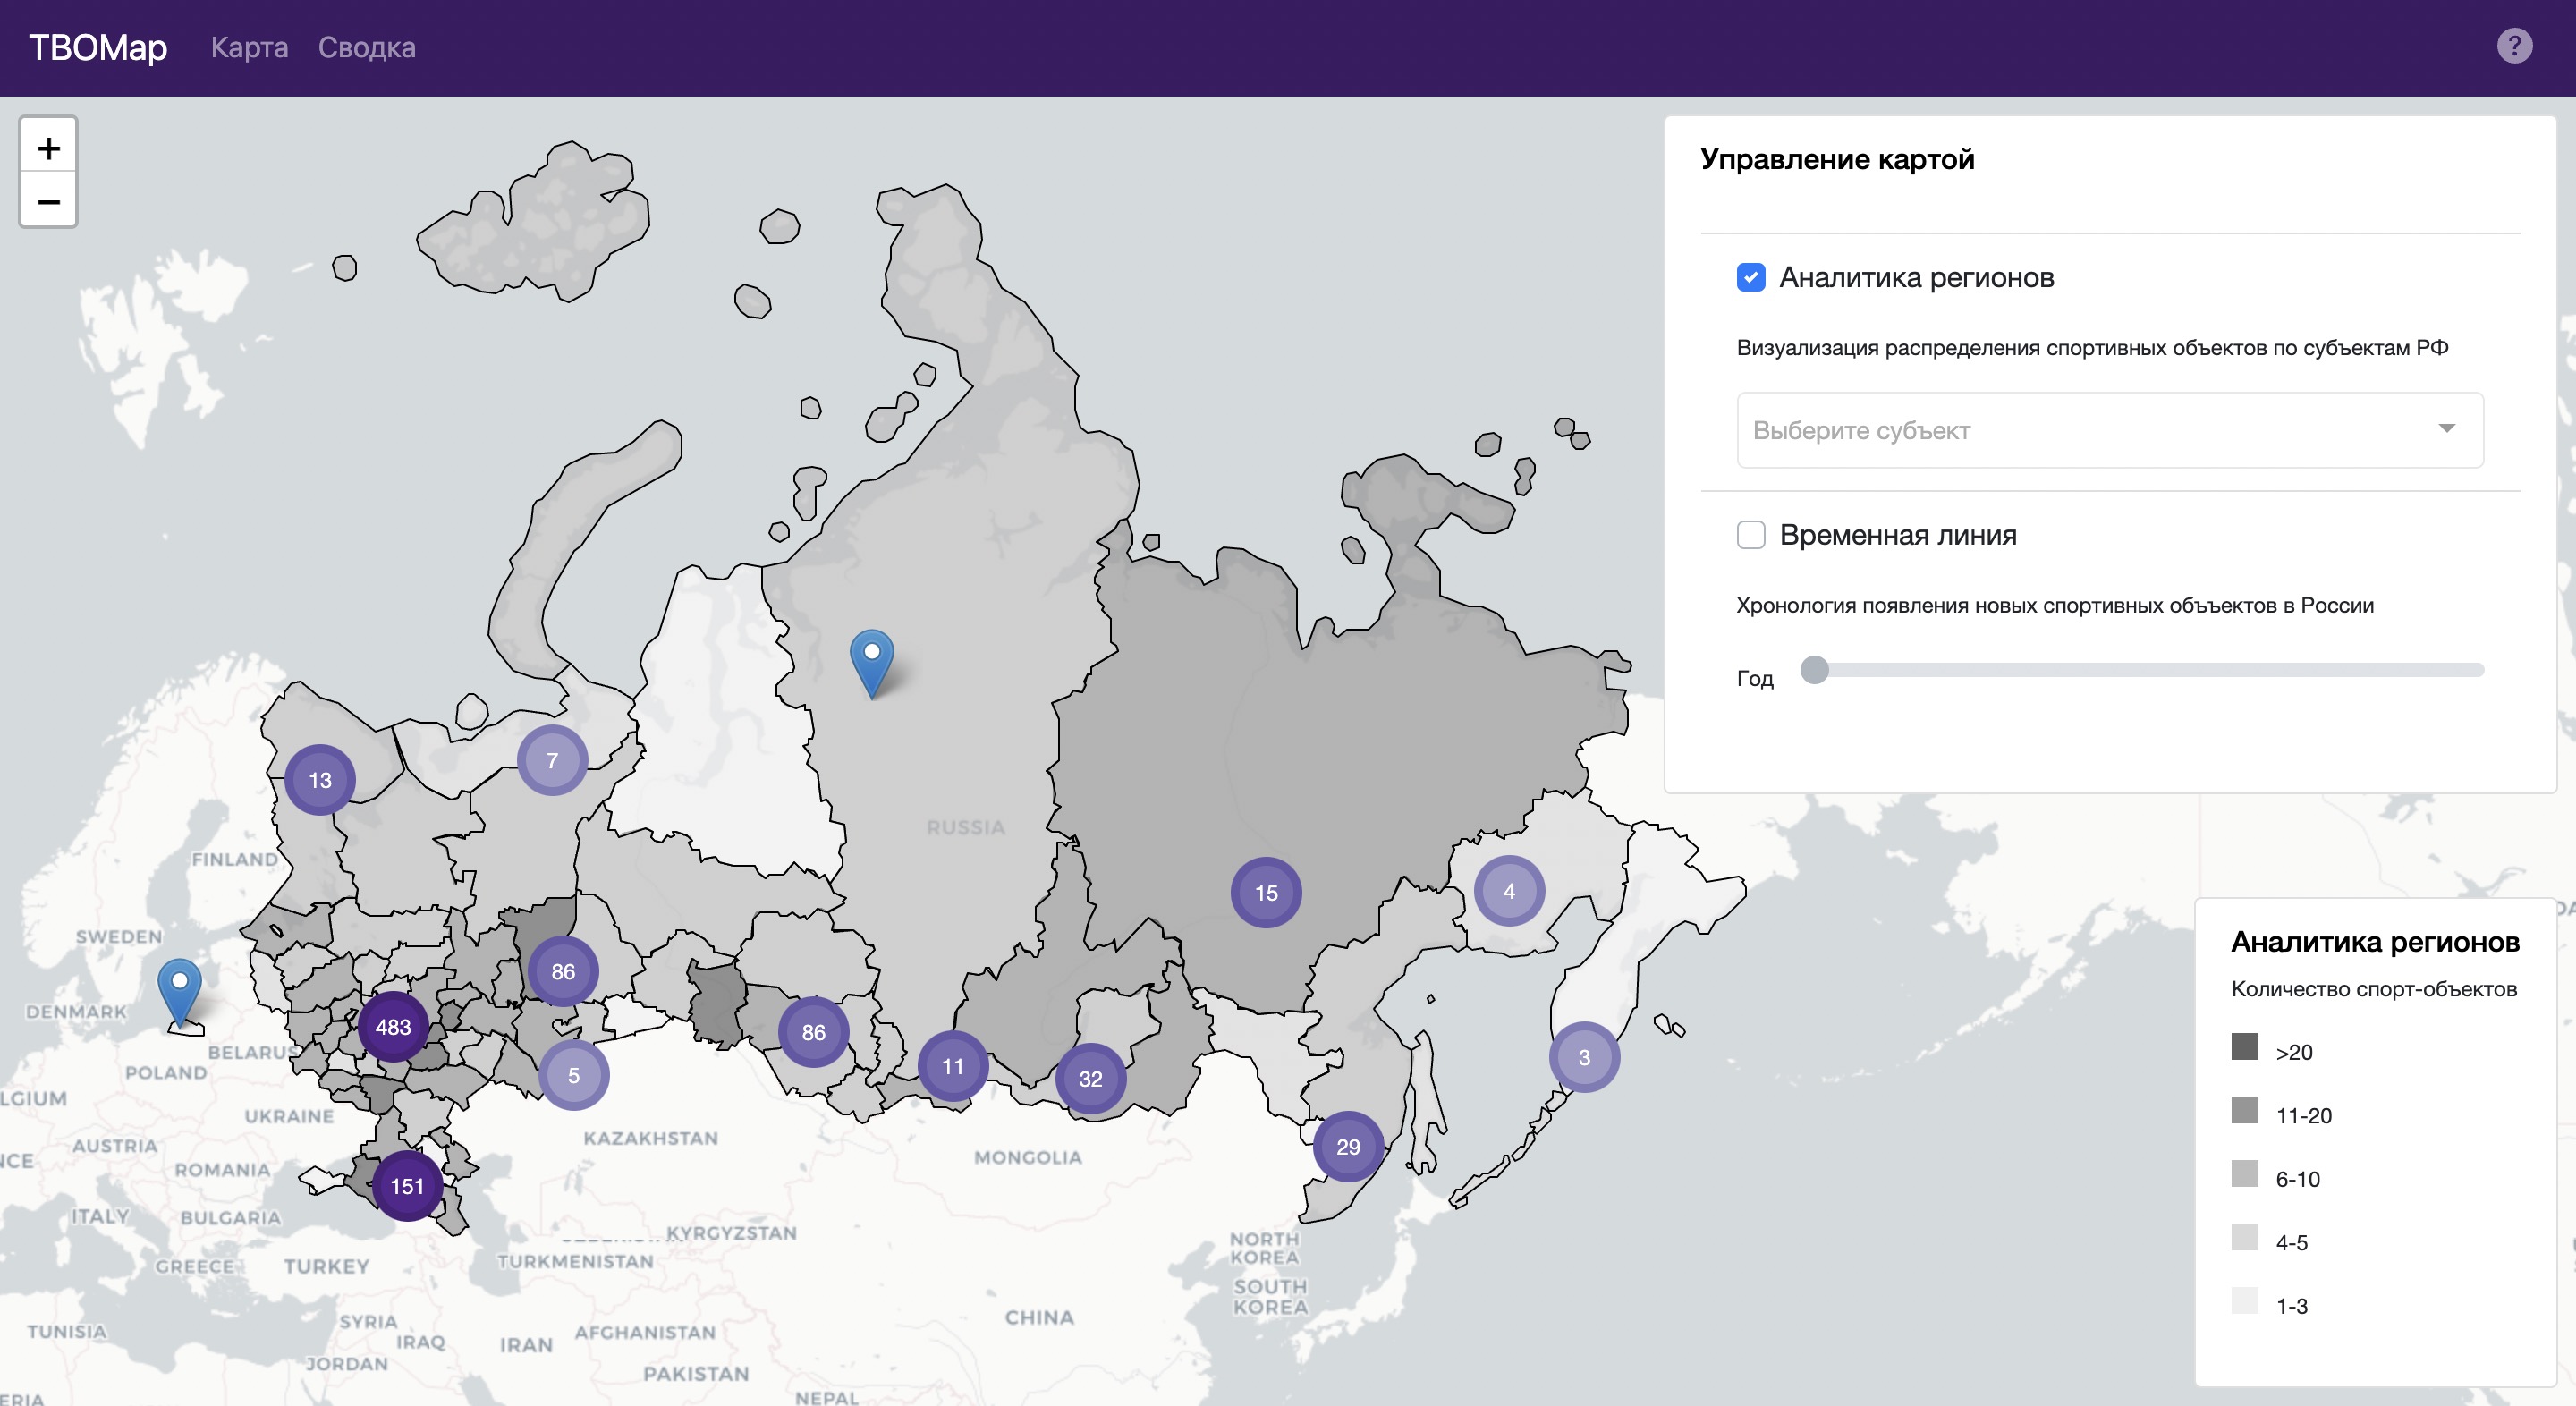 TBOMap Карта Сводка ?
+
−
Управление картой
Аналитика регионов
Визуализация распределения спортивных объектов по субъектам РФ
Выберите субъект
Временная линия
Хронология появления новых спортивных объъектов в России
Год
7
13
RUSSIA
FINLAND
15
4
SWEDEN
86
DENMARK
483
86
BELARUS
11
3
POLAND
5
32
LGIUM
UKRAINE
KAZAKHSTAN
29
AUSTRIA
MONGOLIA
NCE
ROMANIA
151
ITALY
BULGARIA
KYRGYZSTAN
NORTH
KOREA
GREECE
TURKEY
TURKMENISTAN
SOUTH
KOREA
CHINA
SYRIA
TUNISIA
IRAQ
IRAN
AFGHANISTAN
JORDAN
PAKISTAN
NEPAL
ERIA
Аналитика регионов
Количество спорт-объектов
>20
11-20
6-10
4-5
1-3